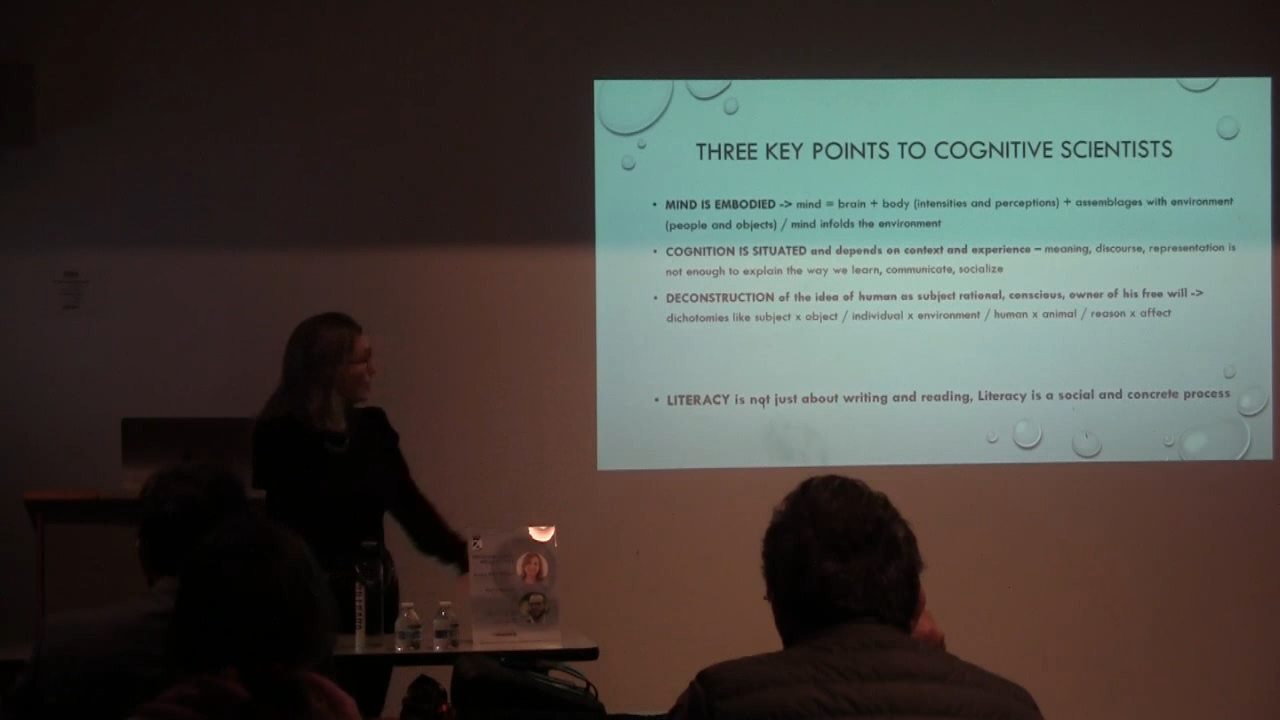 THREE KEY POINTS TO COGNITIVE SCIENTISTS
• MIND IS EMBODIED -> mind = brain + body (intensities and perceptions) + assemblages with environment
(people and objects) / mind infolds the environment
• COGNITION IS SITUATED and depends on context and experience – meaning, discourse, representation is
not enough to explain the way we learn, communicate, socialize
• DECONSTRUCTION of the idea of human as subject rational, conscious, owner of his free will ->
dichotomies like subject x object / individual x environment / human x animal / reason x affect
• LITERACY is not just about writing and reading, Literacy is a social and concrete process